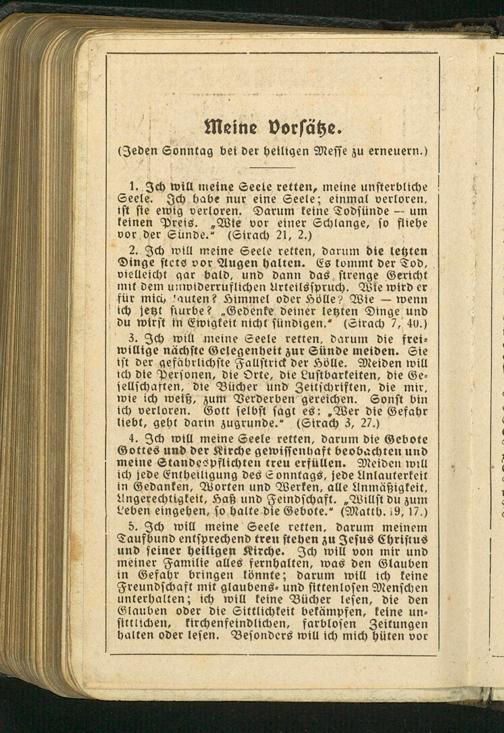 Meine Vorsätze.
(Jeden Sonntag bei der heiligen Messe zu erneuern.)
1. Ich will meine Seele retten, meine unsterbliche
Seele. Ich habe nur eine Seele; einmal verloren,
ist sie ewig verloren. Darum keine Todsünde — um
keinen Preis. „Wie vor einer Schlange, so fliehe
vor der Sünde.“ (Sirach 21, 2.)
2. Ich will meine Seele retten, darum die letzten
Dinge stets vor Augen halten. Es kommt der Tod,
vielleicht gar bald, und dann das strenge Gericht
mit dem unwiderruflichen Urteilsspruch. Wie wird er
für mich lauten? Himmel oder Hölle? Wie — wenn
ich jetzt stürbe? „Gedenke deiner letzten Dinge und
du wirst in Ewigkeit nicht sündigen.“ (Sirach 7, 40.)
3. Ich will meine Seele retten, darum die frei-
willige nächste Gelegenheit zur Sünde meiden. Sie
ist der gefährlichste Fallstrick der Hölle. Meiden will
ich die Personen, die Orte, die Lustbarkeiten, die Ge-
sellschaften, die Bücher und Zeitschriften, die mir,
wie ich weiß, zum Verderben gereichen. Sonst bin
ich verloren. Gott selbst sagt es: „Wer die Gefahr
liebt, geht darin zugrunde.“ (Sirach 3, 27.)
4. Ich will meine Seele retten, darum die Gebote
Gottes und der Kirche gewissenhaft beobachten und
meine Standespflichten treu erfüllen. Meiden will
ich jede Entheiligung des Sonntags, jede Unlauterkeit
in Gedanken, Worten und Werken, alle Unmäßigkeit,
Ungerechtigkeit, Haß und Feindschaft. „Willst du zum
Leben eingehen, so halte die Gebote.“ (Matth. 19, 17.)
5. Ich will meine Seele retten, darum meinem
Taufbund entsprechend treu stehen zu Jesus Christus
und seiner heiligen Kirche. Ich will von mir und
meiner Familie alles fernhalten, was den Glauben
in Gefahr bringen könnte; darum will ich keine
Freundschaft mit glaubens- und sittenlosen Menschen
unterhalten; ich will keine Bücher lesen, die den
Glauben oder die Sittlichkeit bekämpfen, keine un-
sittlichen, kirchenfeindlichen, farblosen Zeitungen
halten oder lesen. Besonders will ich mich hüten vor